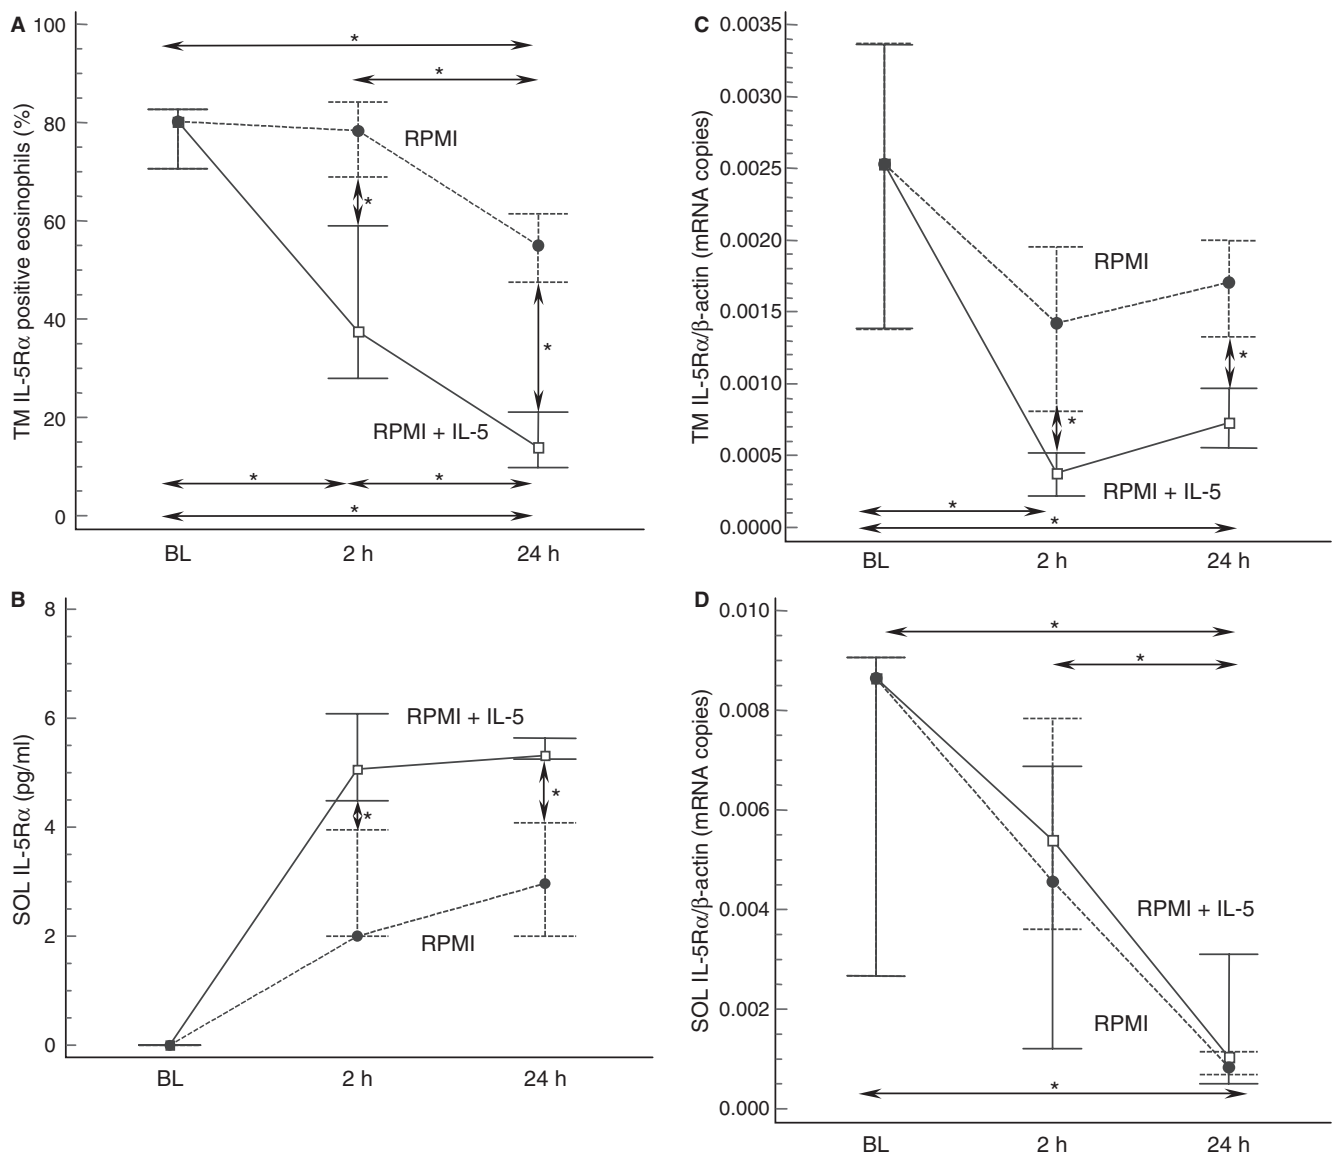 A
TM IL-5Rα positive eosinophils (%)
100
80
60
40
20
0
*
*
RPMI
*
*
RPMI + IL-5
*
*
*
BL 2 h 24 h
C
TM IL-5Rα/β-actin (mRNA copies)
0.0035
0.0030
0.0025
0.0020
0.0015
0.0010
0.0005
0.0000
RPMI
*
*
RPMI + IL-5
*
*
BL 2 h 24 h
B
SOL IL-5Rα (pg/ml)
8
6
4
2
0
RPMI + IL-5
*
*
RPMI
BL 2 h 24 h
D
SOL IL-5Rα/β-actin (mRNA copies)
0.010
0.008
0.006
0.004
0.002
0.000
*
*
RPMI + IL-5
RPMI
*
BL 2 h 24 h